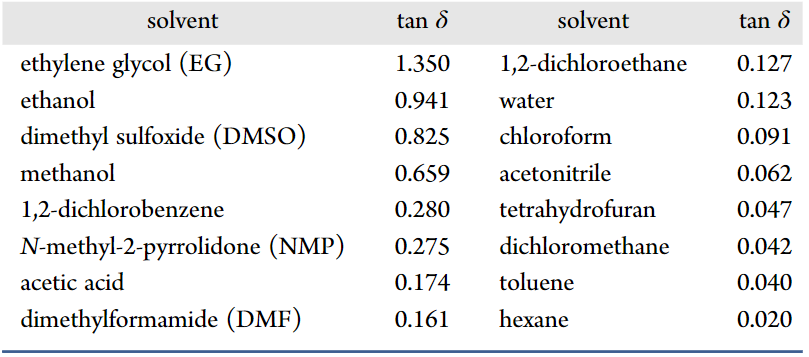 solvent tan δ solvent tan δ
ethylene glycol (EG) 1.350 1,2-dichloroethane 0.127
ethanol 0.941 water 0.123
dimethyl sulfoxide (DMSO) 0.825 chloroform 0.091
methanol 0.659 acetonitrile 0.062
1,2-dichlorobenzene 0.280 tetrahydrofuran 0.047
N-methyl-2-pyrrolidone (NMP) 0.275 dichloromethane 0.042
acetic acid 0.174 toluene 0.040
dimethylformamide (DMF) 0.161 hexane 0.020